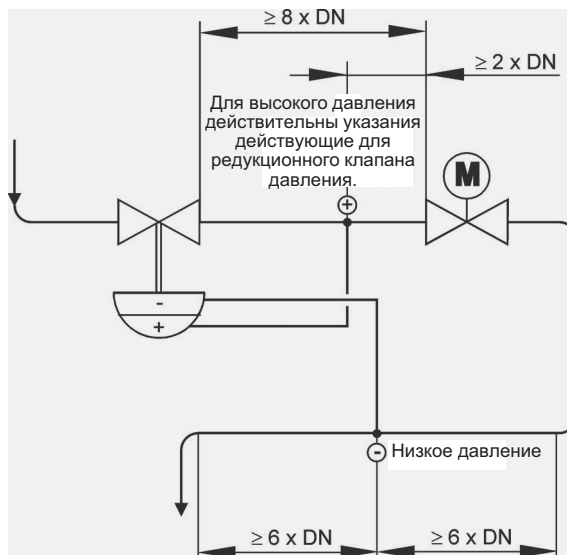 ≥ 8 x DN
≥ 2 x DN
Для высокого давления
действительны указания
действующие для
редукционного клапана
давления.
+
M
-
+
-
Низкое давление
≥ 6 x DN
≥ 6 x DN